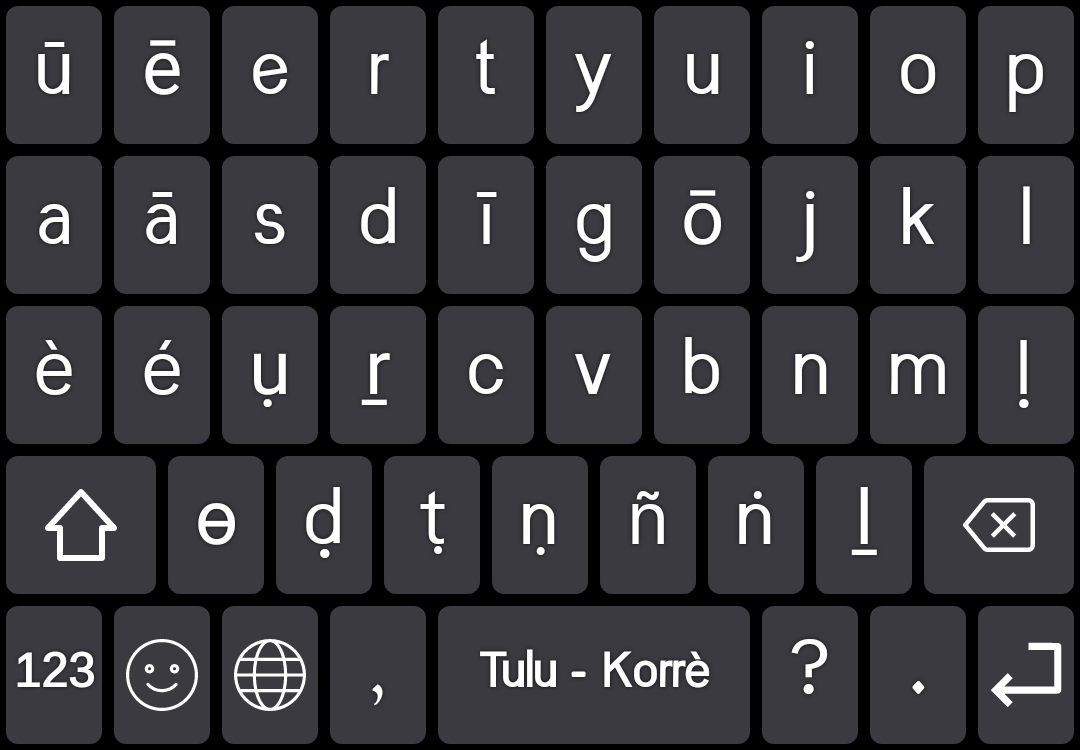 ū ē e r t y u i o p
a ā s d ī g ō j k l
è é ụ ṟ c v b n m ḷ
ɵ ḍ ṭ ṇ ñ ṅ ḻ
123 , Tulu - Korrè ? .